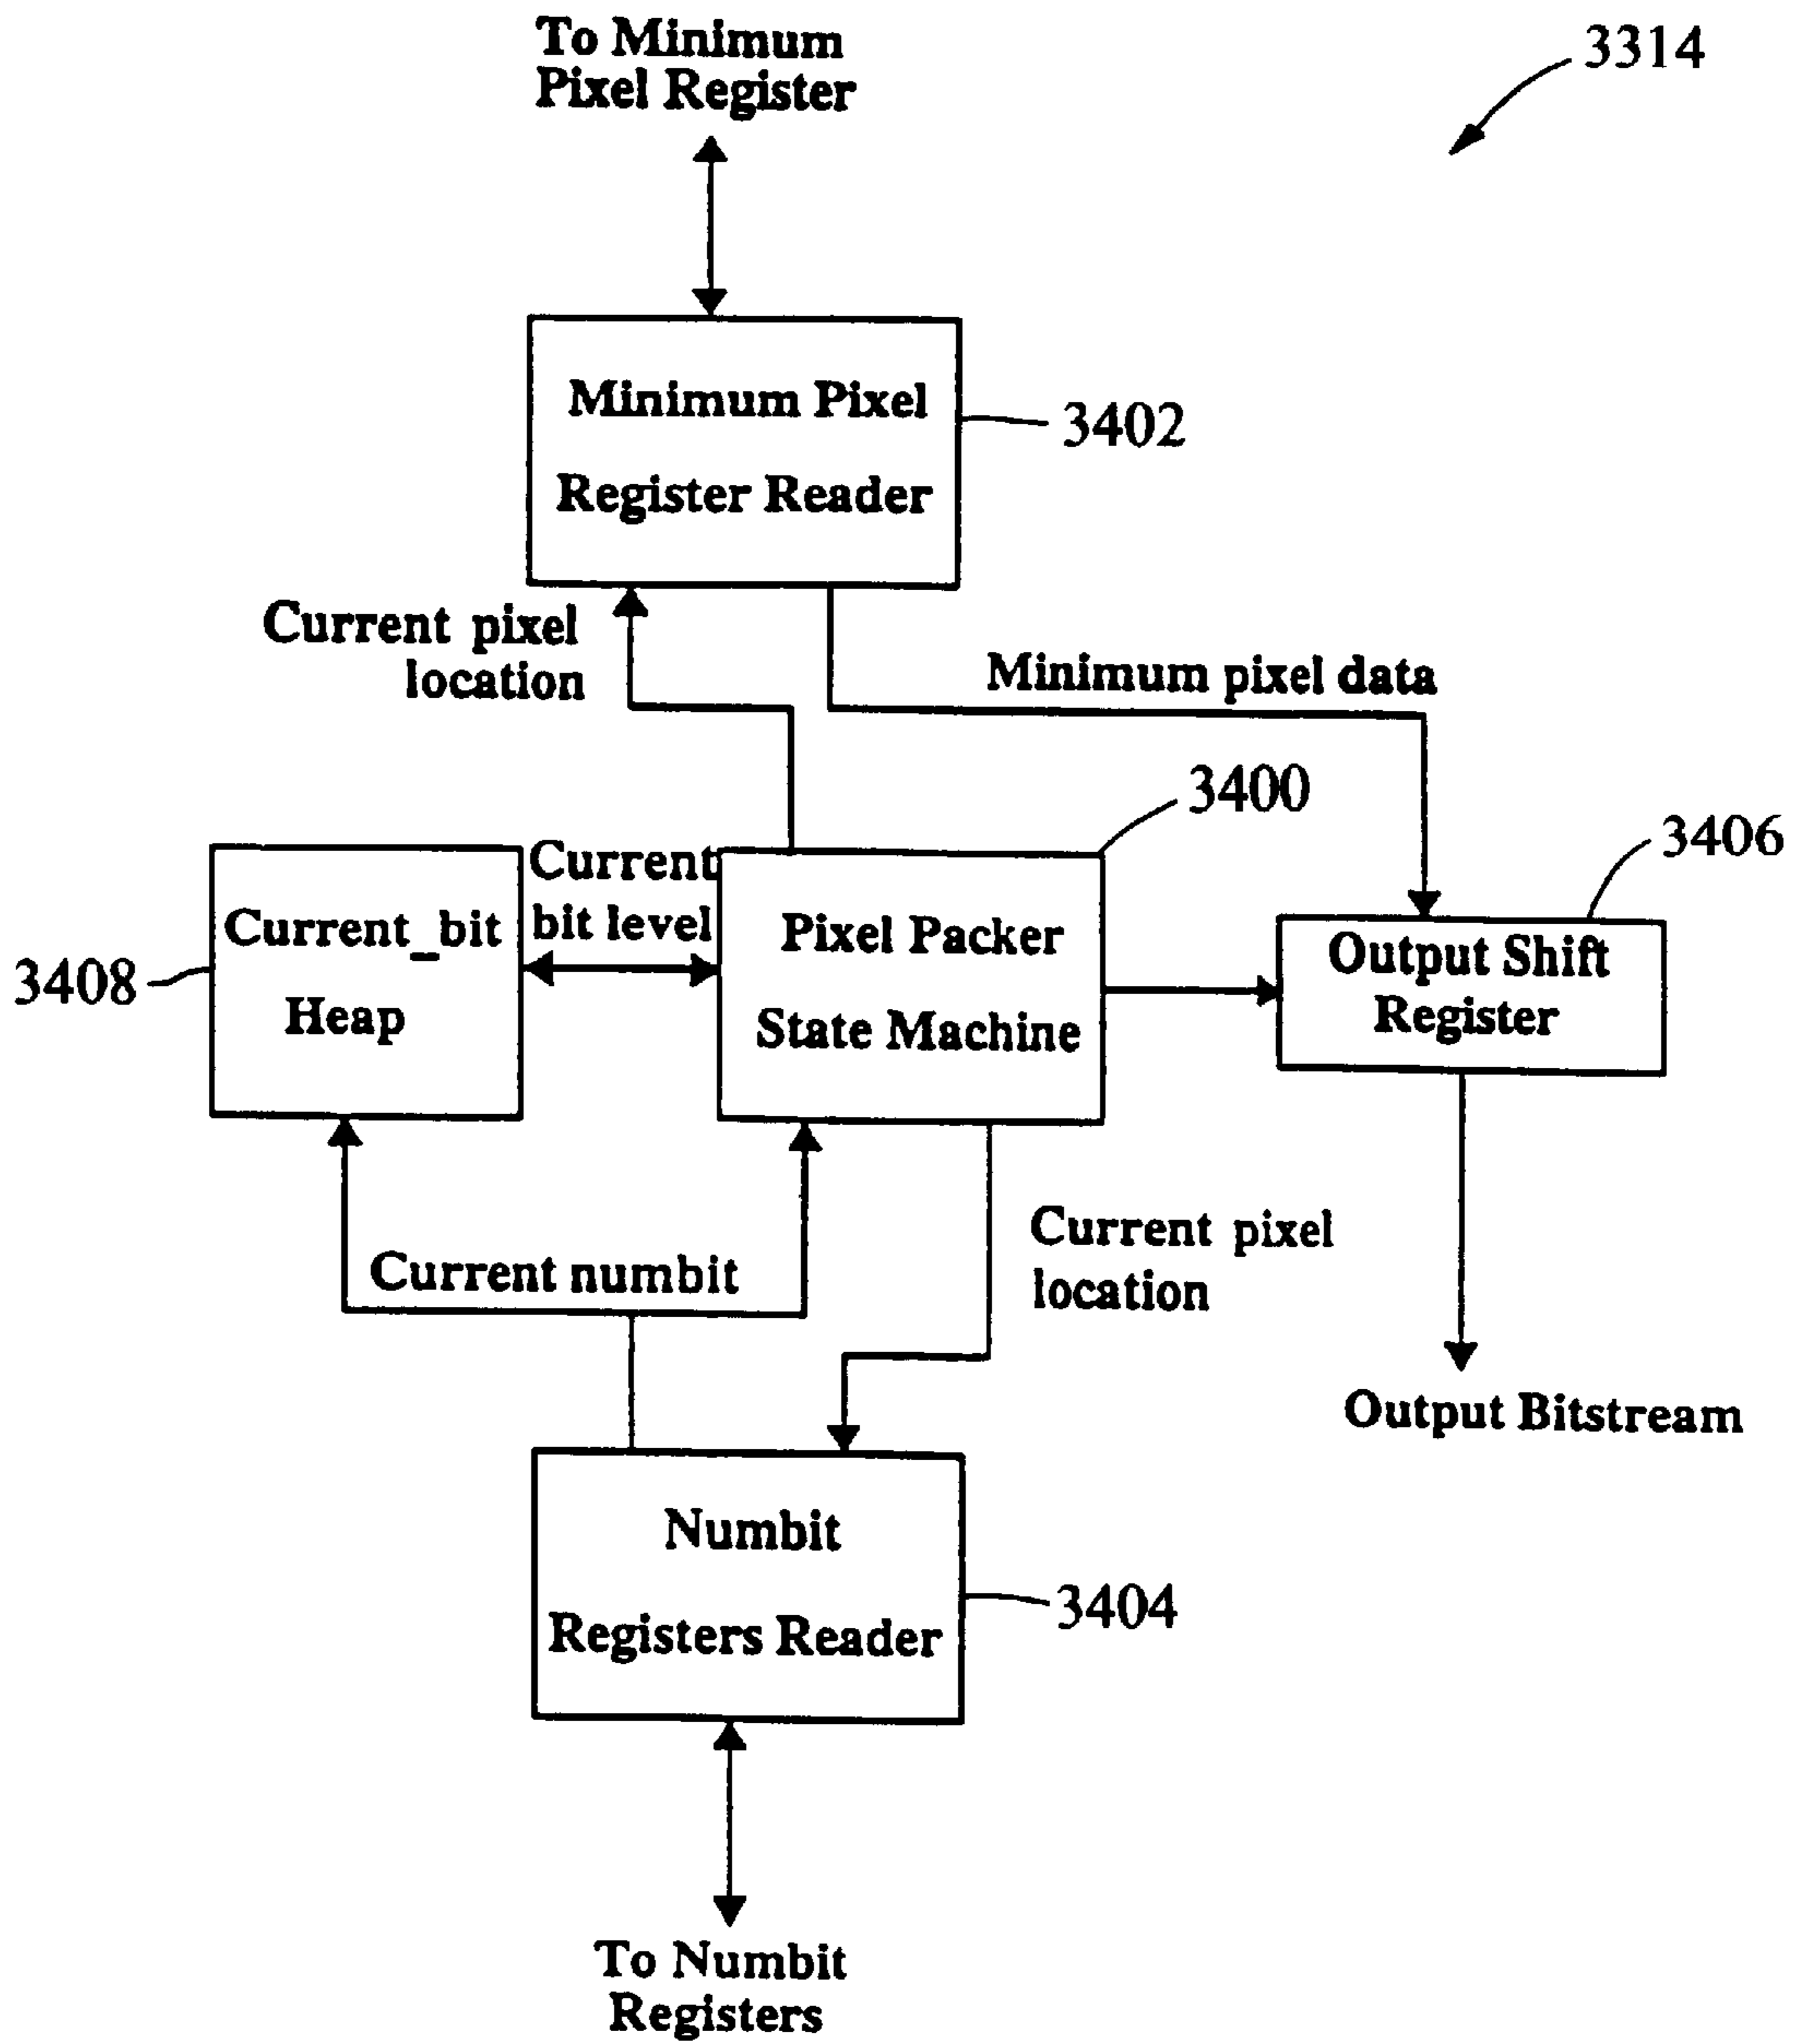 To Minimum
Pixel Register
3314
Minimum Pixel
Register Reader
3402
Current pixel
location
Minimum pixel data
3400
3406
Current_bit
Heap
3408
Current
bit level
Pixel Packer
State Machine
Output Shift
Register
Current numbit
Current pixel
location
Output Bitstream
Numbit
Registers Reader
3404
To Numbit
Registers